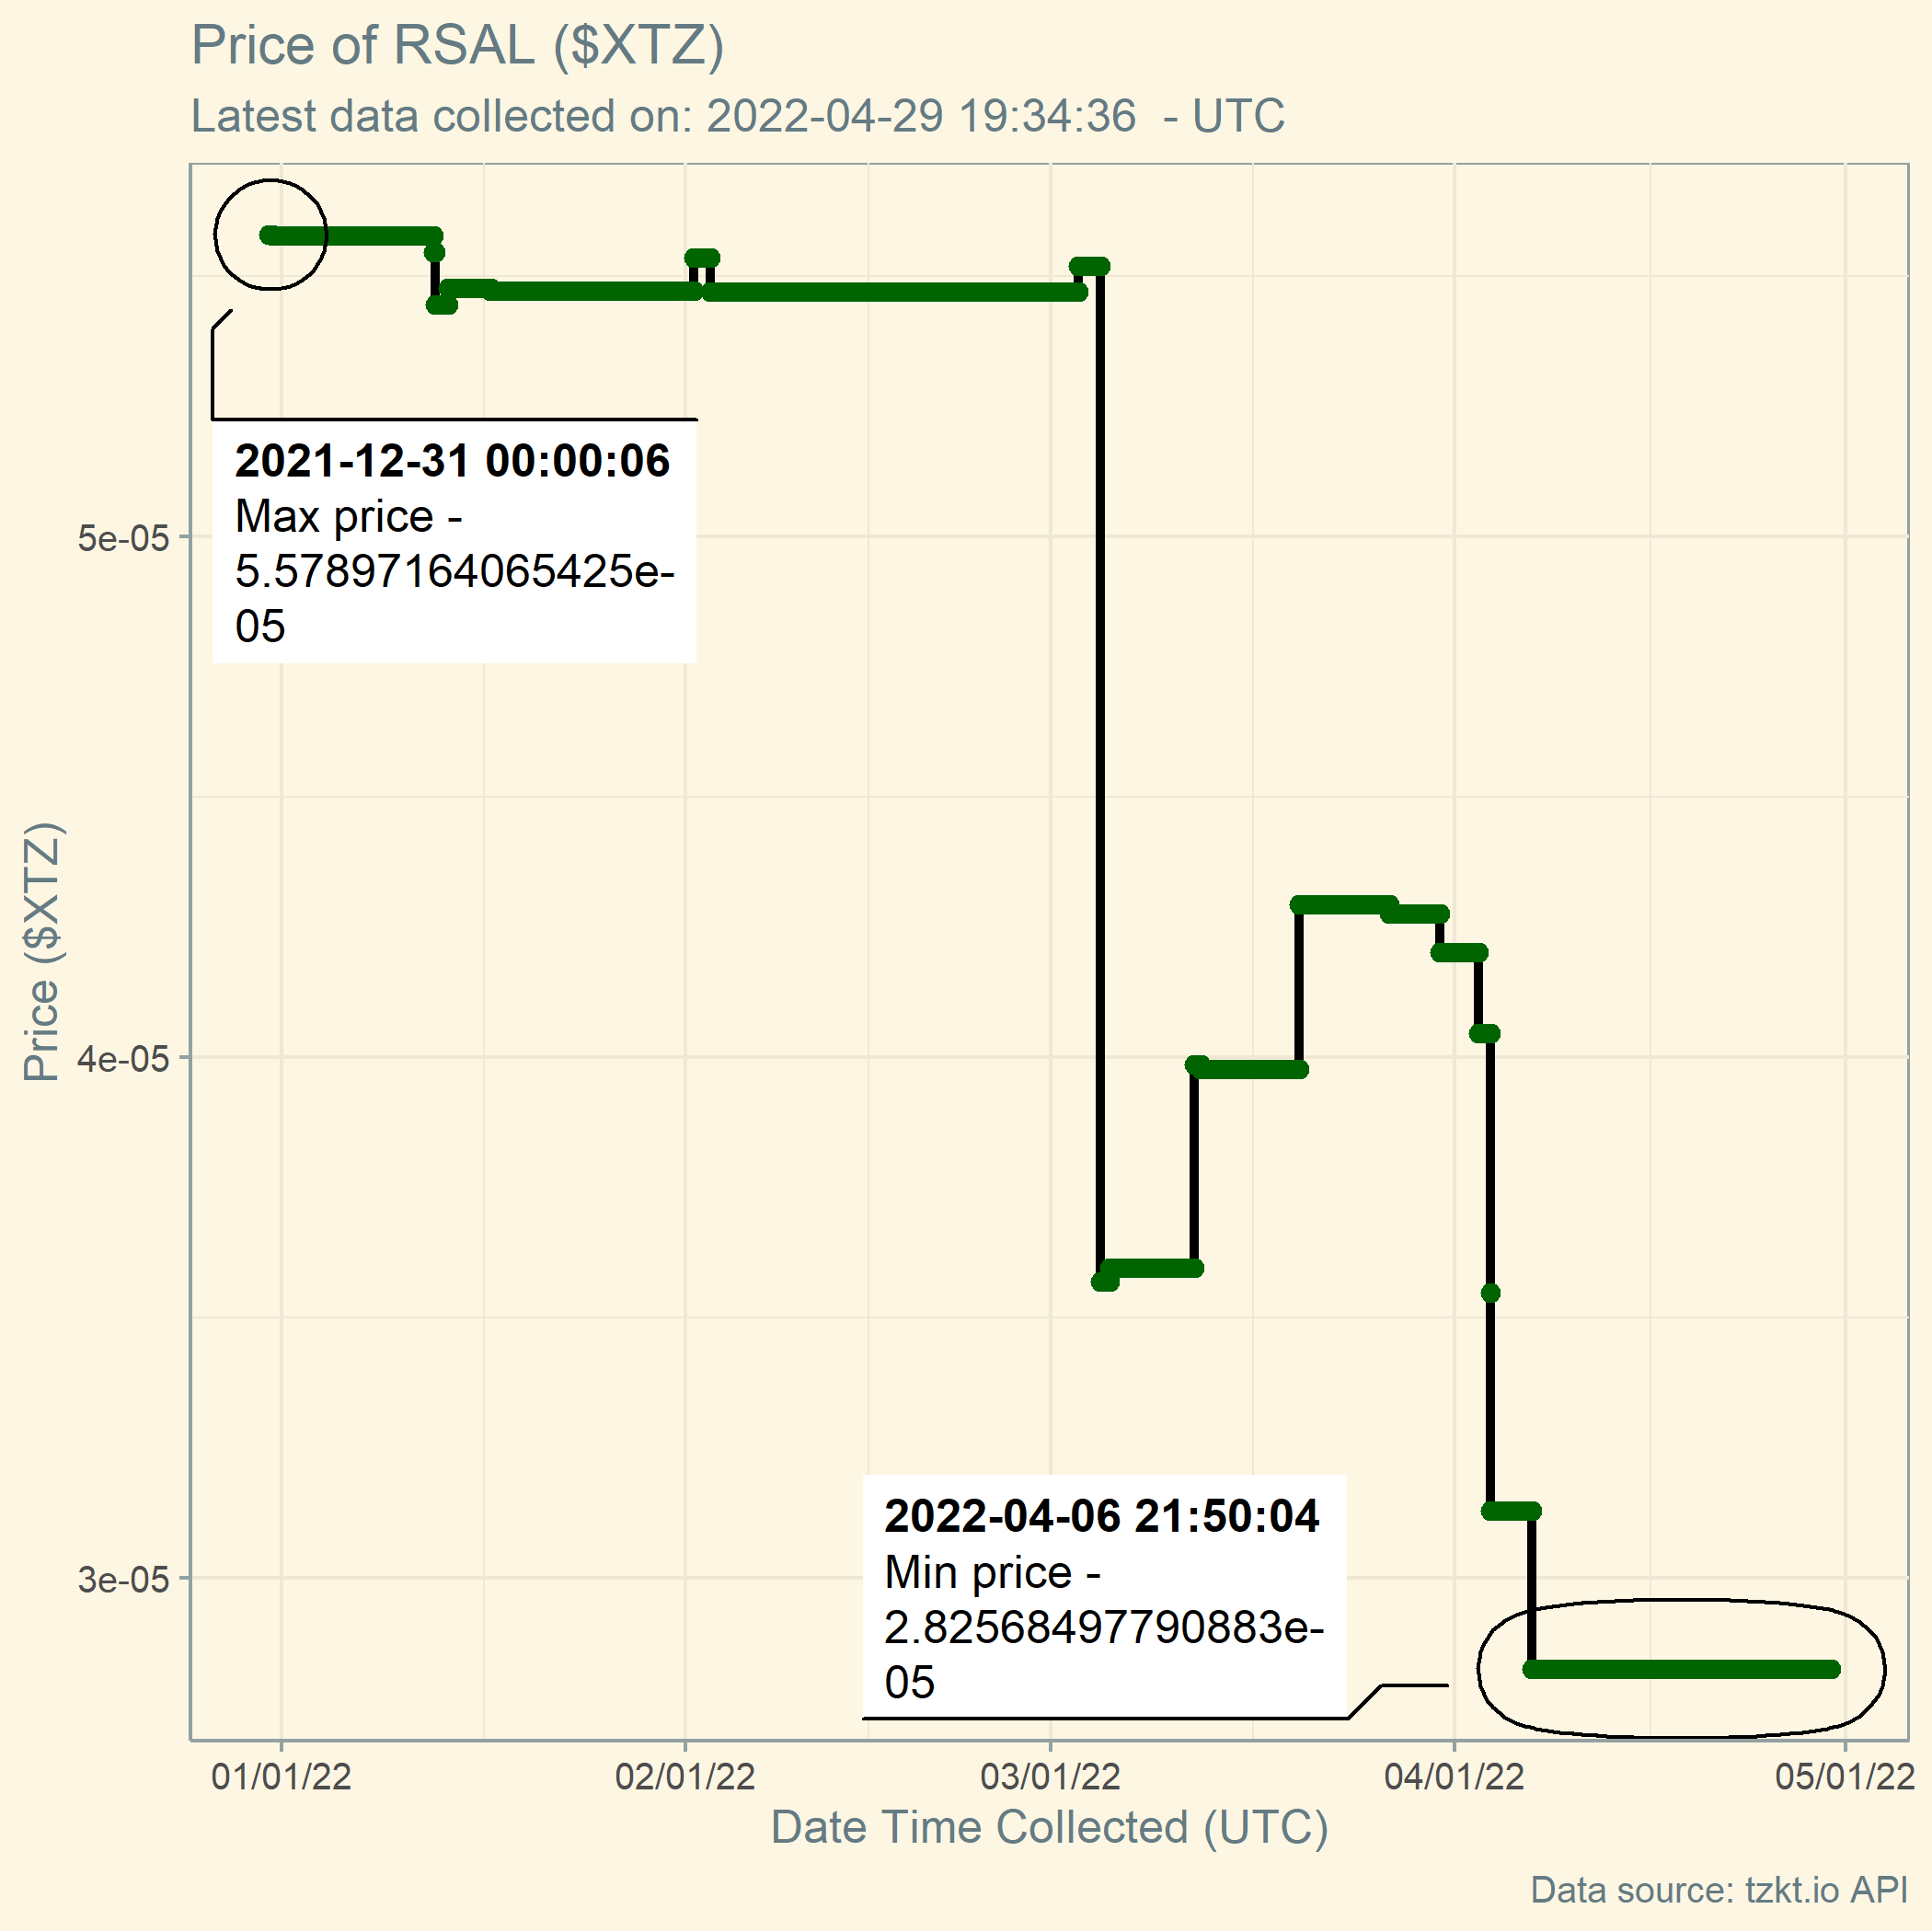 Price of RSAL ($XTZ)
Latest data collected on: 2022-04-29 19:34:36  - UTC
2021-12-31 00:00:06
Max price -
5.57897164065425e-
05
5e-05
Price ($XTZ)
4e-05
2022-04-06 21:50:04
Min price -
2.82568497790883e-
05
3e-05
01/01/22
02/01/22
03/01/22
04/01/22
05/01/22
Date Time Collected (UTC)
Data source: tzkt.io API